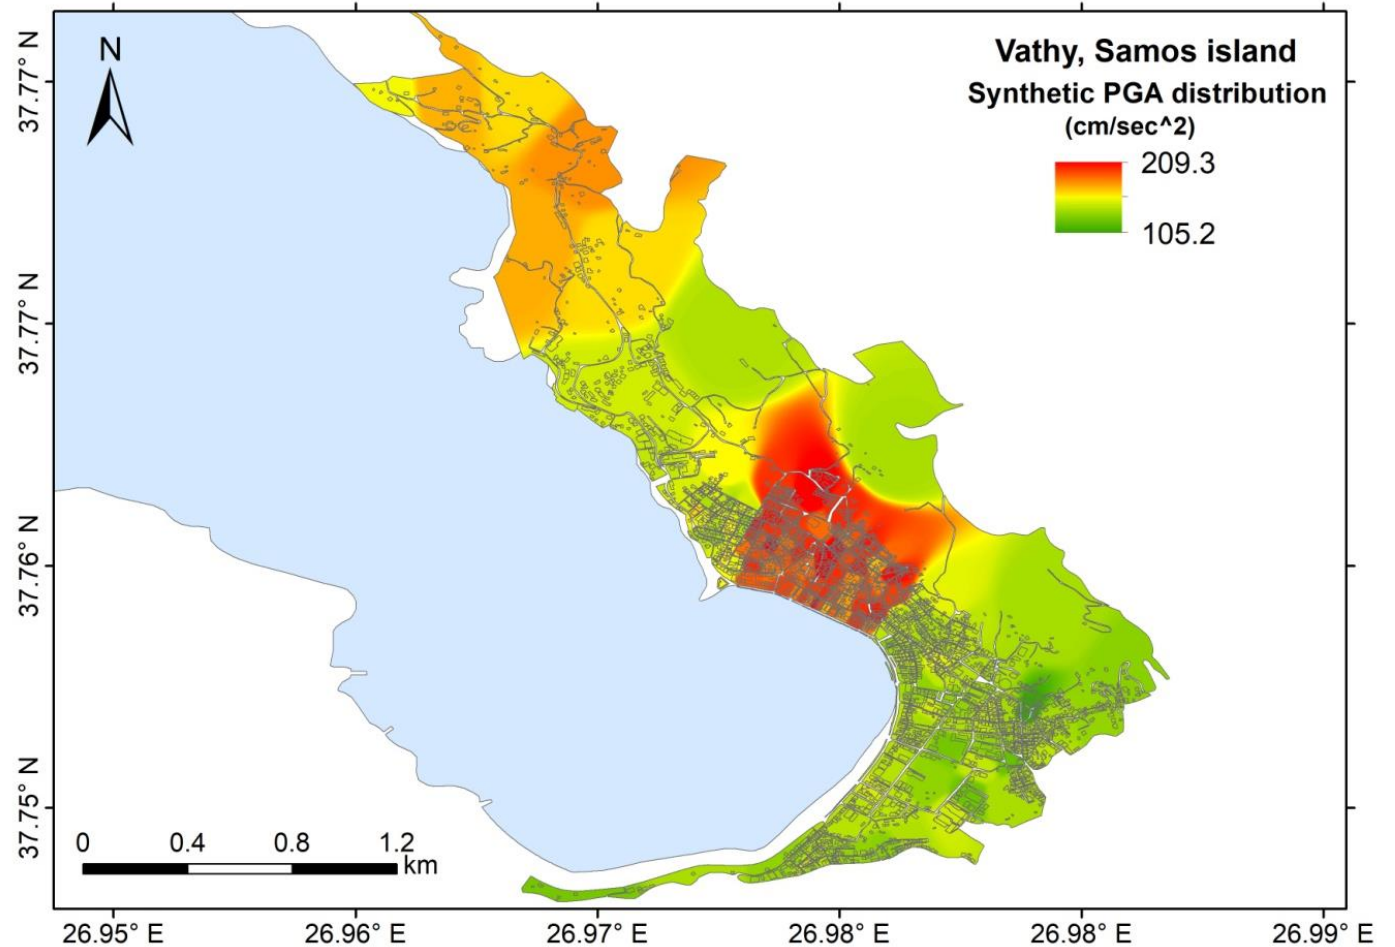 N
Vathy, Samos island
Synthetic PGA distribution
(cm/sec^2)
209.3
105.2
37.77° N
37.77° N
37.76° N
37.75° N
0 0.4 0.8 1.2
km
26.95° E 26.96° E 26.97° E 26.98° E 26.98° E 26.99° E